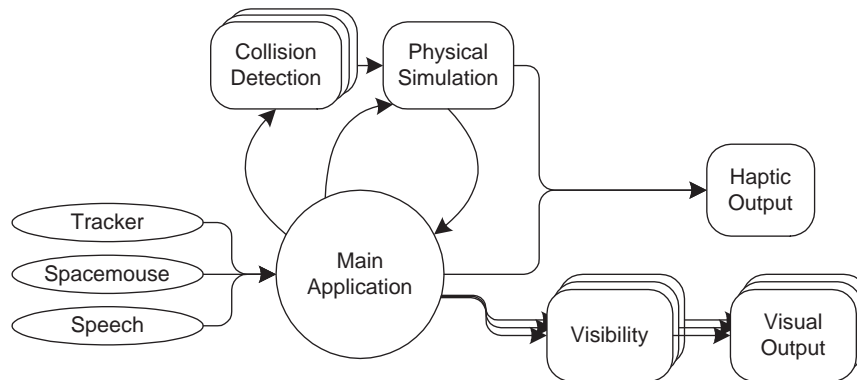 Collision
Detection
Physical
Simulation
Haptic
Output
Tracker
Spacemouse
Speech
Main
Application
Visibility
Visual
Output